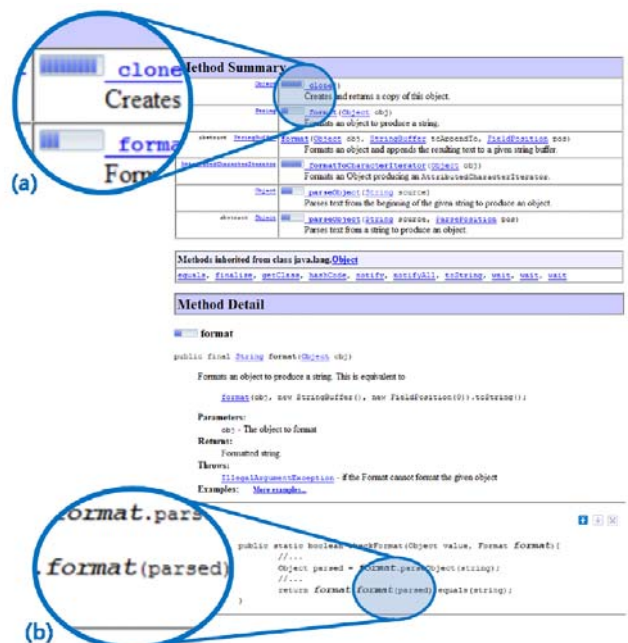 clone
Creates
forma
Form
(a)
Method Summary
Object clone()
Creates and returns a copy of this object.
String format(Object obj)
Formats an object to produce a string.
abstract StringBuffer format(Object obj, StringBuffer toAppendTo, FieldPosition pos)
Formats an object and appends the resulting text to a given string buffer.
AttributedCharacterIterator formatToCharacterIterator(Object obj)
Formats an Object producing an AttributedCharacterIterator.
Object parseObject(String source)
Parses text from the beginning of the given string to produce an object.
abstract Object parseObject(String source, ParsePosition pos)
Parses text from a string to produce an object.
Methods inherited from class java.lang.Object
equals, finalize, getClass, hashCode, notify, notifyAll, toString, wait, wait, wait
Method Detail
format
public final String format(Object obj)
Formats an object to produce a string. This is equivalent to
format(obj, new StringBuffer(), new FieldPosition(0)).toString();
Parameters:
obj - The object to format
Returns:
Formatted string.
Throws:
IllegalArgumentException - if the Format cannot format the given object
Examples: More examples...
format.pars
.format(parsed)
(b)
public static boolean checkFormat(Object value, Format format){
//...
Object parsed = format.parseObject(string);
//...
return format.format(parsed).equals(string);
}